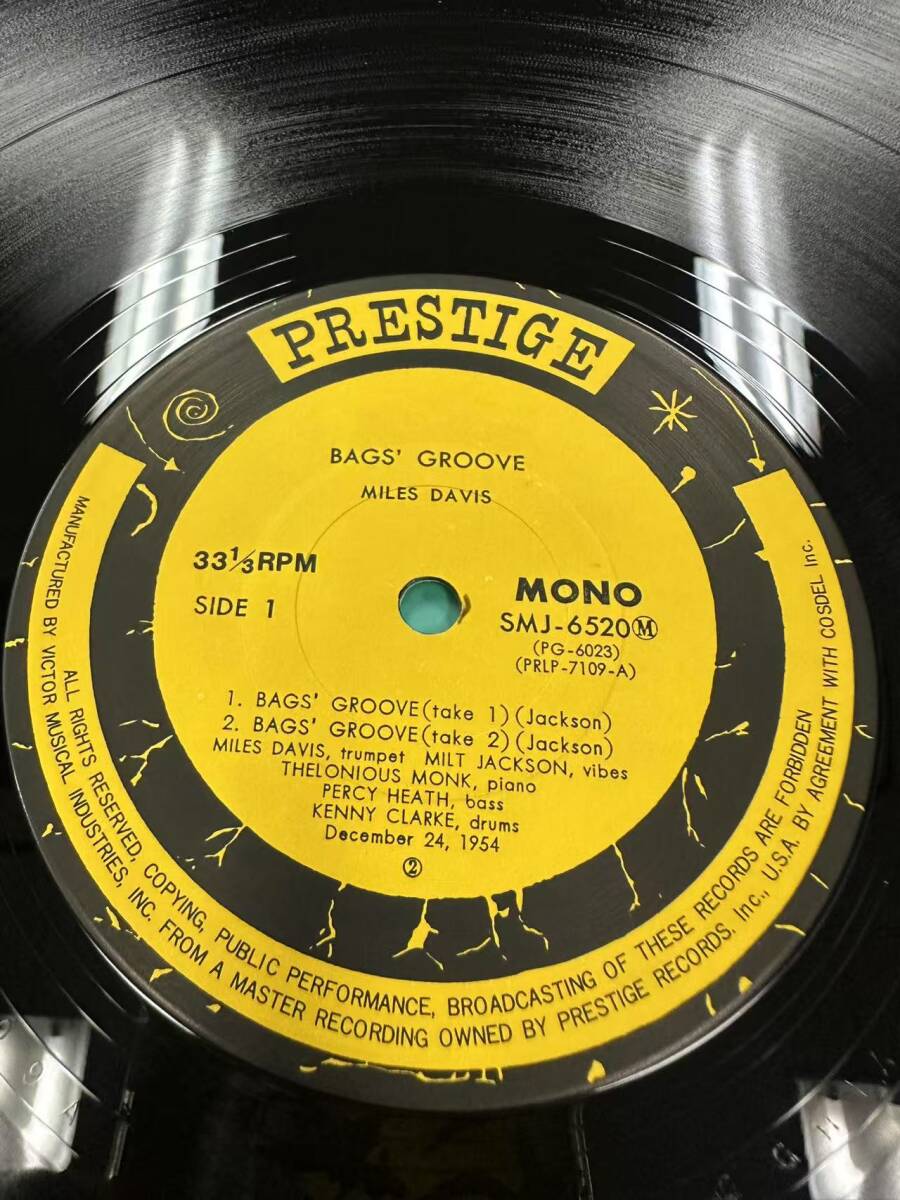 PRESTIGE
BAGS' GROOVE
MILES DAVIS
33⅓RPM
SIDE 1
MONO
SMJ-6520Ⓜ
(PG-6023)
(PRLP-7109-A)
1. BAGS' GROOVE(take 1)(Jackson)
2. BAGS' GROOVE(take 2)(Jackson)
MILES DAVIS, trumpet MILT JACKSON, vibes
THELONIOUS MONK, piano
PERCY HEATH, bass
KENNY CLARKE, drums
December 24, 1954
②
ALL RIGHTS RESERVED, COPYING, PUBLIC PERFORMANCE, BROADCASTING OF THESE RECORDS ARE FORBIDDEN
MANUFACTURED BY VICTOR MUSICAL INDUSTRIES, INC. FROM A MASTER RECORDING OWNED BY PRESTIGE RECORDS. Inc., U.S.A. BY AGREEMENT WITH COSDEL Inc.